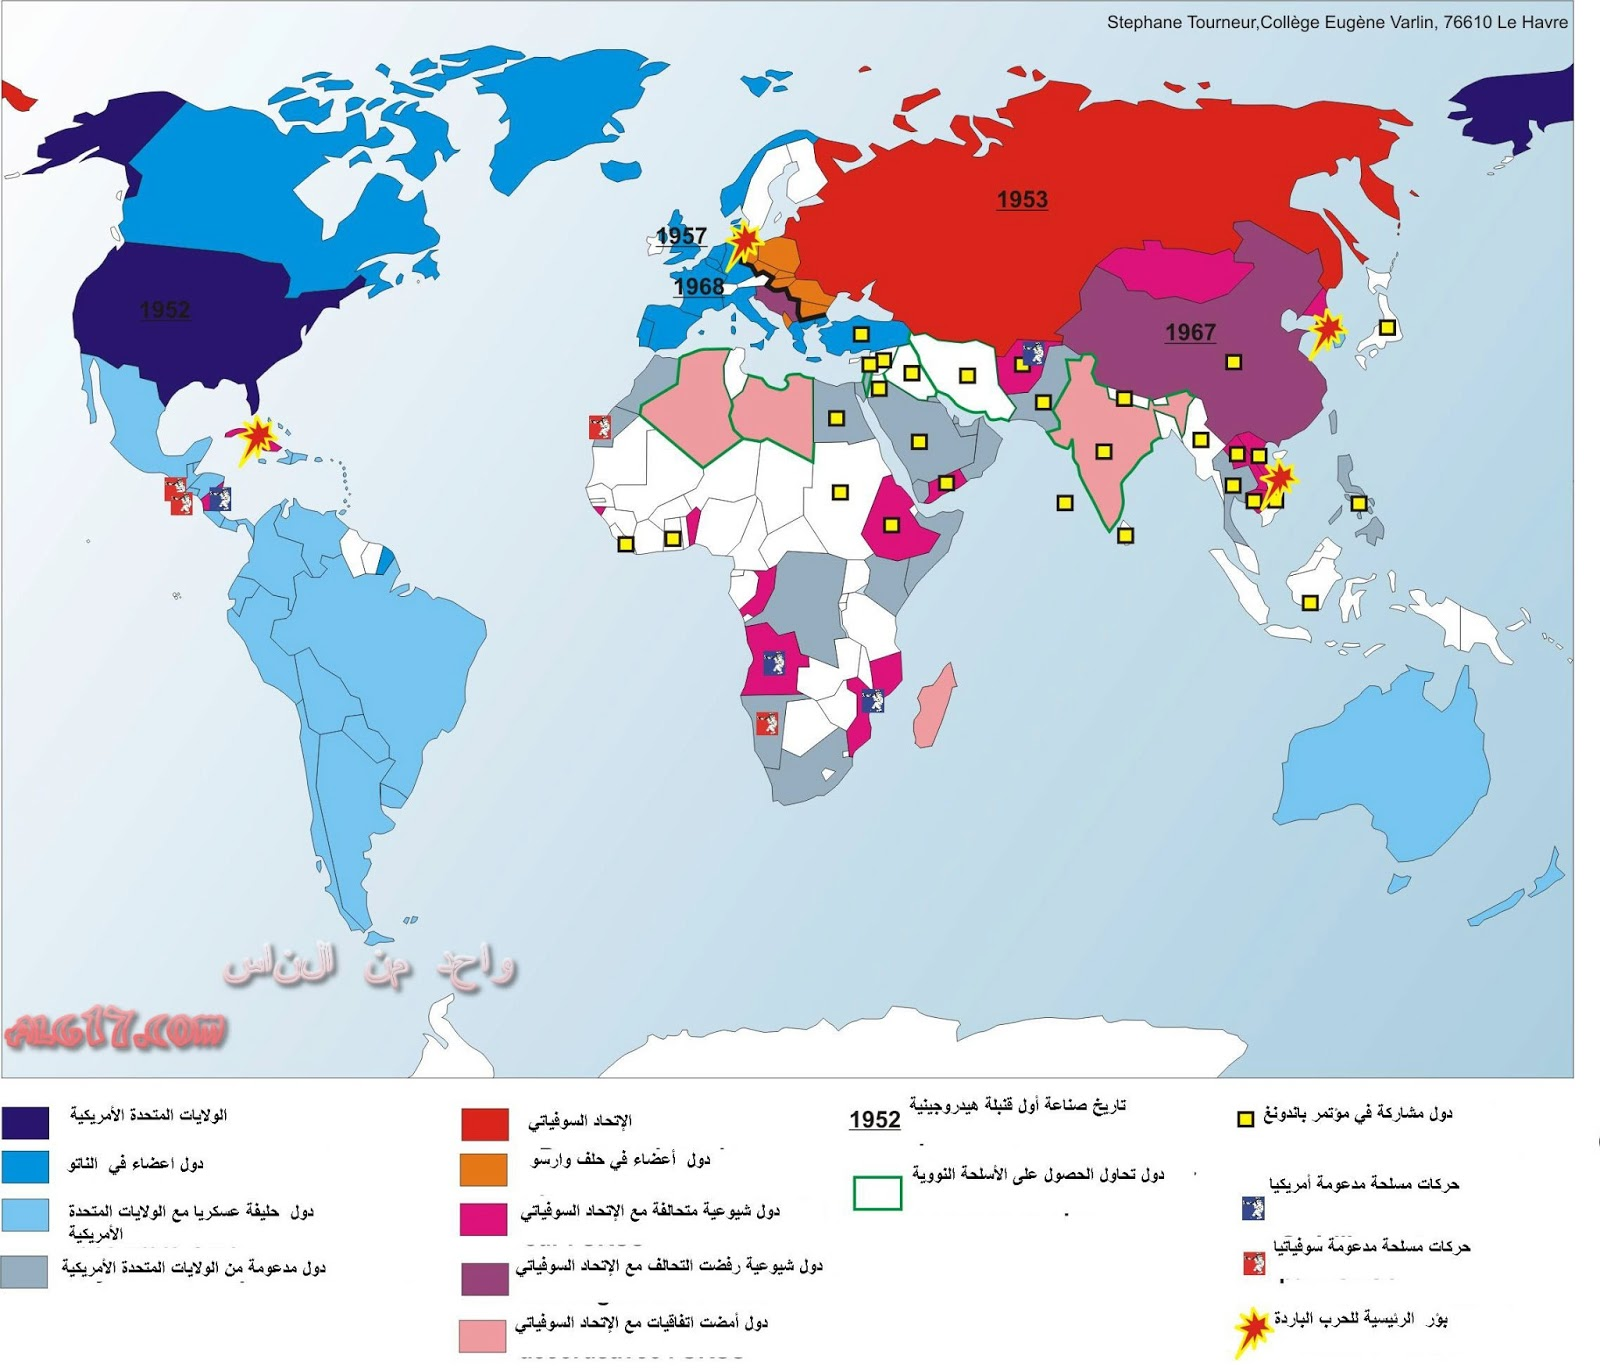 Stephane Tourneur,Collège Eugène Varlin, 76610 Le Havre
1953
1957
1968
1952
1967
واحد من الناس
ALG17.COM
الولايات المتحدة الأمريكية
دول اعضاء في الناتو
دول حليفة عسكريا مع الولايات المتحدة
الأمريكية
دول مدعومة من الولايات المتحدة الأمريكية
الإتحاد السوفياتي
دول أعضاء في حلف وارسو
دول شيوعية متحالفة مع الإتحاد السوفياتي
دول شيوعية رفضت التحالف مع الإتحاد السوفياتي
دول أمضت اتفاقيات مع الإتحاد السوفياتي
1952 تاريخ صناعة أول قنبلة هيدروجينية
دول تحاول الحصول على الأسلحة النووية
دول مشاركة في مؤتمر باندونغ
حركات مسلحة مدعومة أمريكيا
حركات مسلحة مدعومة سوفياتيا
بؤر الرئيسية للحرب الباردة